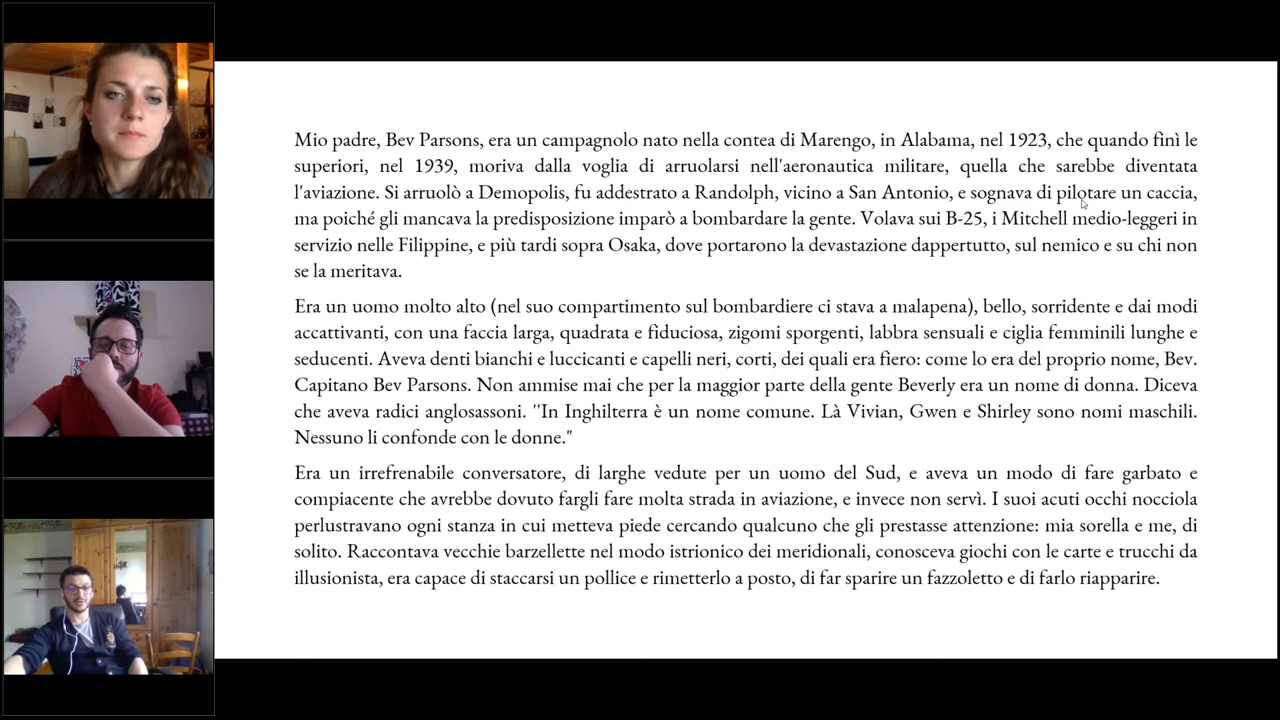 Mio padre, Bev Parsons, era un campagnolo nato nella contea di Marengo, in Alabama, nel 1923, che quando finì le
superiori, nel 1939, moriva dalla voglia di arruolarsi nell'aeronautica militare, quella che sarebbe diventata
l'aviazione. Si arruolò a Demopolis, fu addestrato a Randolph, vicino a San Antonio, e sognava di pilotare un caccia,
ma poiché gli mancava la predisposizione imparò a bombardare la gente. Volava sui B-25, i Mitchell medio-leggeri in
servizio nelle Filippine, e più tardi sopra Osaka, dove portarono la devastazione dappertutto, sul nemico e su chi non
se la meritava.
Era un uomo molto alto (nel suo compartimento sul bombardiere ci stava a malapena), bello, sorridente e dai modi
accattivanti, con una faccia larga, quadrata e fiduciosa, zigomi sporgenti, labbra sensuali e ciglia femminili lunghe e
seducenti. Aveva denti bianchi e luccicanti e capelli neri, corti, dei quali era fiero: come lo era del proprio nome, Bev.
Capitano Bev Parsons. Non ammise mai che per la maggior parte della gente Beverly era un nome di donna. Diceva
che aveva radici anglosassoni. ''In Inghilterra è un nome comune. Là Vivian, Gwen e Shirley sono nomi maschili.
Nessuno li confonde con le donne."
Era un irrefrenabile conversatore, di larghe vedute per un uomo del Sud, e aveva un modo di fare garbato e
compiacente che avrebbe dovuto fargli fare molta strada in aviazione, e invece non servì. I suoi acuti occhi nocciola
perlustravano ogni stanza in cui metteva piede cercando qualcuno che gli prestasse attenzione: mia sorella e me, di
solito. Raccontava vecchie barzellette nel modo istrionico dei meridionali, conosceva giochi con le carte e trucchi da
illusionista, era capace di staccarsi un pollice e rimetterlo a posto, di far sparire un fazzoletto e di farlo riapparire.